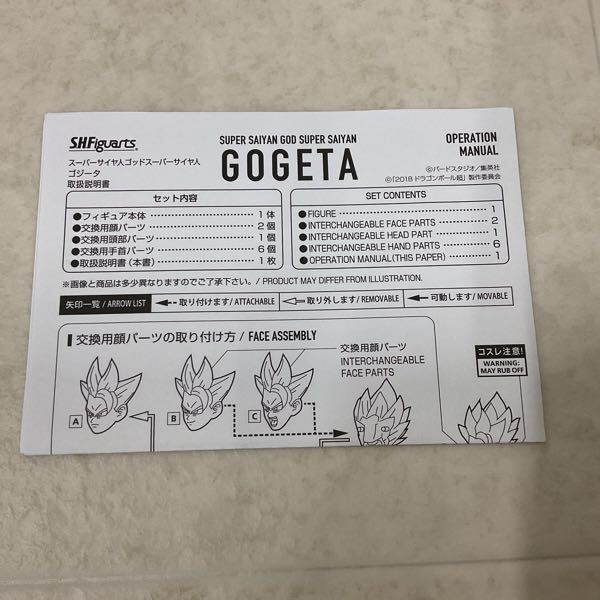 S.H.Figuarts
スーパーサイヤ人ゴッドスーパーサイヤ人
ゴジータ
取扱説明書
SUPER SAIYAN GOD SUPER SAIYAN
GOGETA
OPERATION
MANUAL
©バードスタジオ/集英社
©「2018 ドラゴンボール超」製作委員会
セット内容
●フィギュア本体 1体
●交換用顔パーツ 2個
●交換用頭部パーツ 1個
●交換用手首パーツ 6個
●取扱説明書(本書) 1枚
SET CONTENTS
●FIGURE 1
●INTERCHANGEABLE FACE PARTS 2
●INTERCHANGEABLE HEAD PART 1
●INTERCHANGEABLE HAND PARTS 6
●OPERATION MANUAL(THIS PAPER) 1
※画像と商品は多少異なりますのでご了承下さい。/ PRODUCT MAY DIFFER FROM ILLUSTRATION.
矢印一覧 / ARROW LIST
取り付けます/ ATTACHABLE
取り外します/ REMOVABLE
可動します/ MOVABLE
交換用顔パーツの取り付け方 / FACE ASSEMBLY
コスレ注意!
WARNING:
MAY RUB OFF
交換用顔パーツ
INTERCHANGEABLE
FACE PARTS
A
B
C